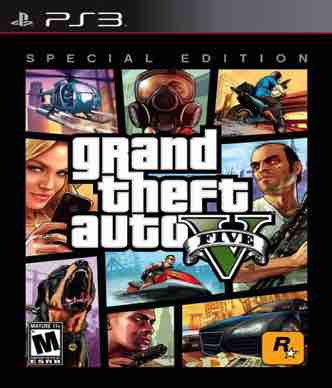 PS3
SPECIAL EDITION
grand
theft
auto
V
FIVE
MATURE 17+
M
ESRB
R